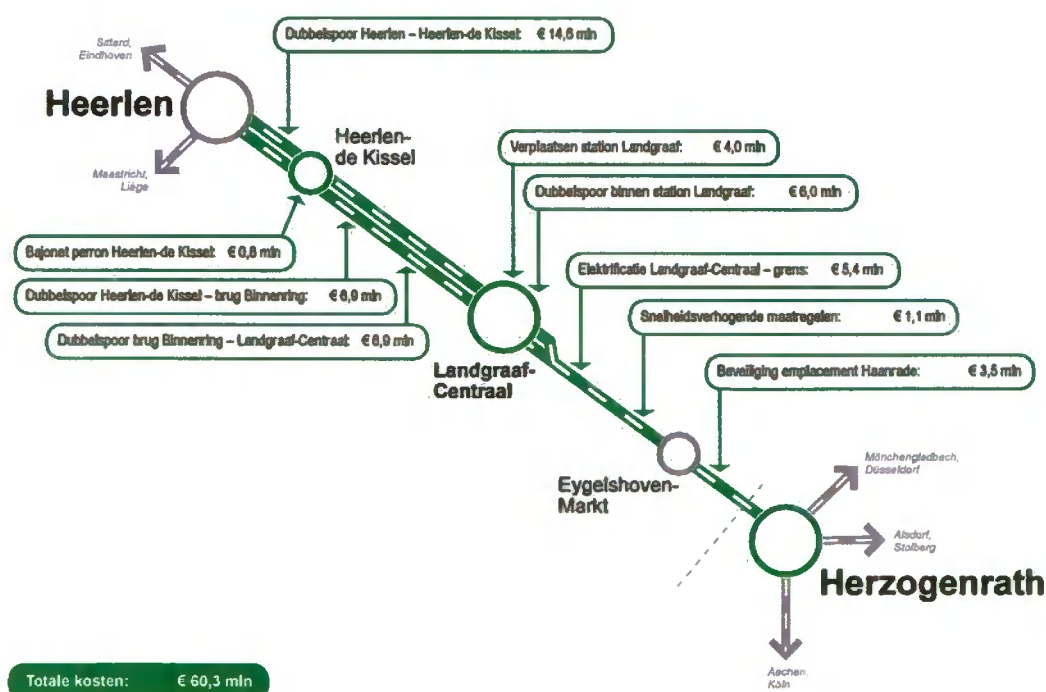 Dubbelspoor Heerlen – Heerlen-de Kissel: € 14,6 mln
Sittard,
Eindhoven
Heerlen
Heerlen-
de Kissel
Maastricht,
Liège
Verplaatsen station Landgraaf: € 4,0 mln
Dubbelspoor binnen station Landgraaf: € 6,0 mln
Bajonet perron Heerlen-de Kissel: € 0,8 mln
Elektrificatie Landgraaf-Centraal – grens: € 5,4 mln
Dubbelspoor Heerlen-de Kissel – brug Binnenring: € 6,9 mln
Snelheidsverhogende maatregelen: € 1,1 mln
Dubbelspoor brug Binnenring – Landgraaf-Centraal: € 6,9 mln
Landgraaf-
Centraal
Beveiliging emplacement Haanrade: € 3,5 mln
Mönchengladbach,
Düsseldorf
Eygelshoven-
Markt
Alsdorf,
Stolberg
Herzogenrath
Aachen,
Köln
Totale kosten: € 60,3 mln